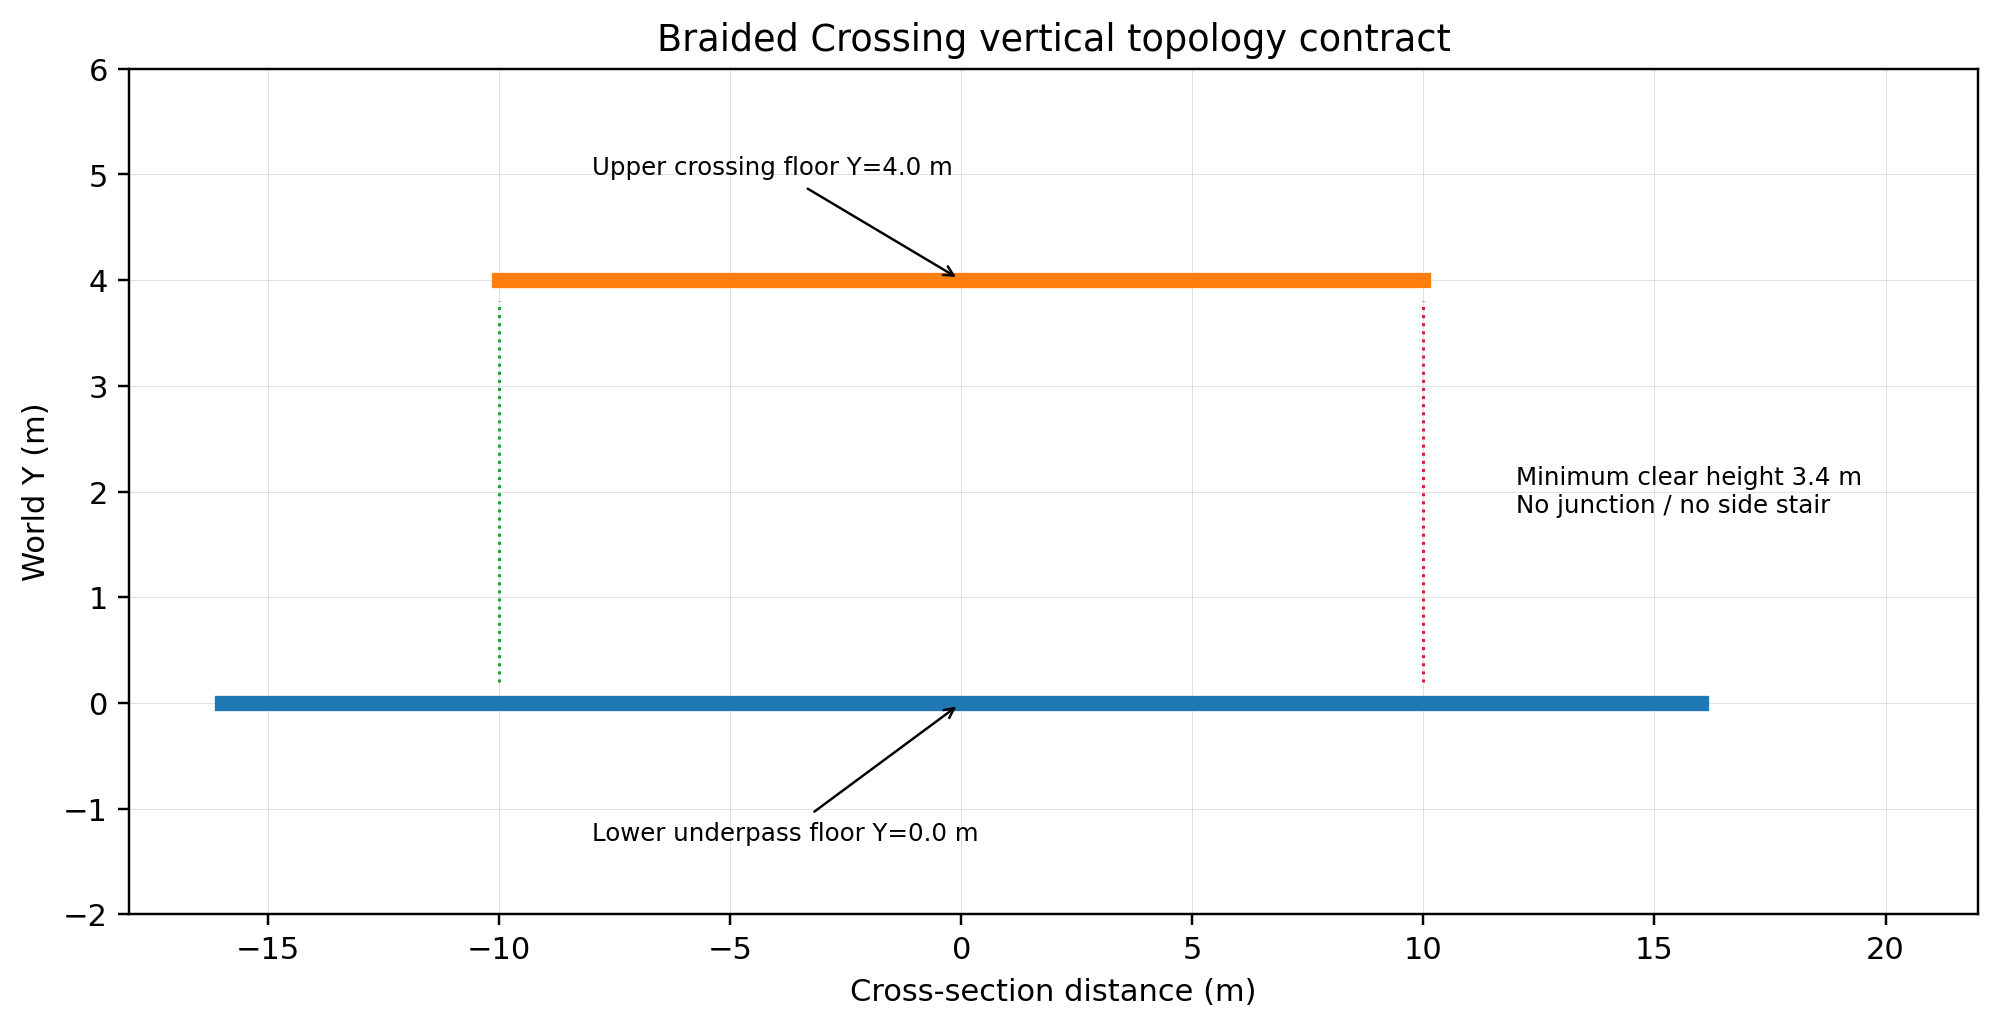 Braided Crossing vertical topology contract
6
5
4
3
2
1
0
−1
−2
World Y (m)
Upper crossing floor Y=4.0 m
Minimum clear height 3.4 m
No junction / no side stair
Lower underpass floor Y=0.0 m
−15
−10
−5
0
5
10
15
20
Cross-section distance (m)